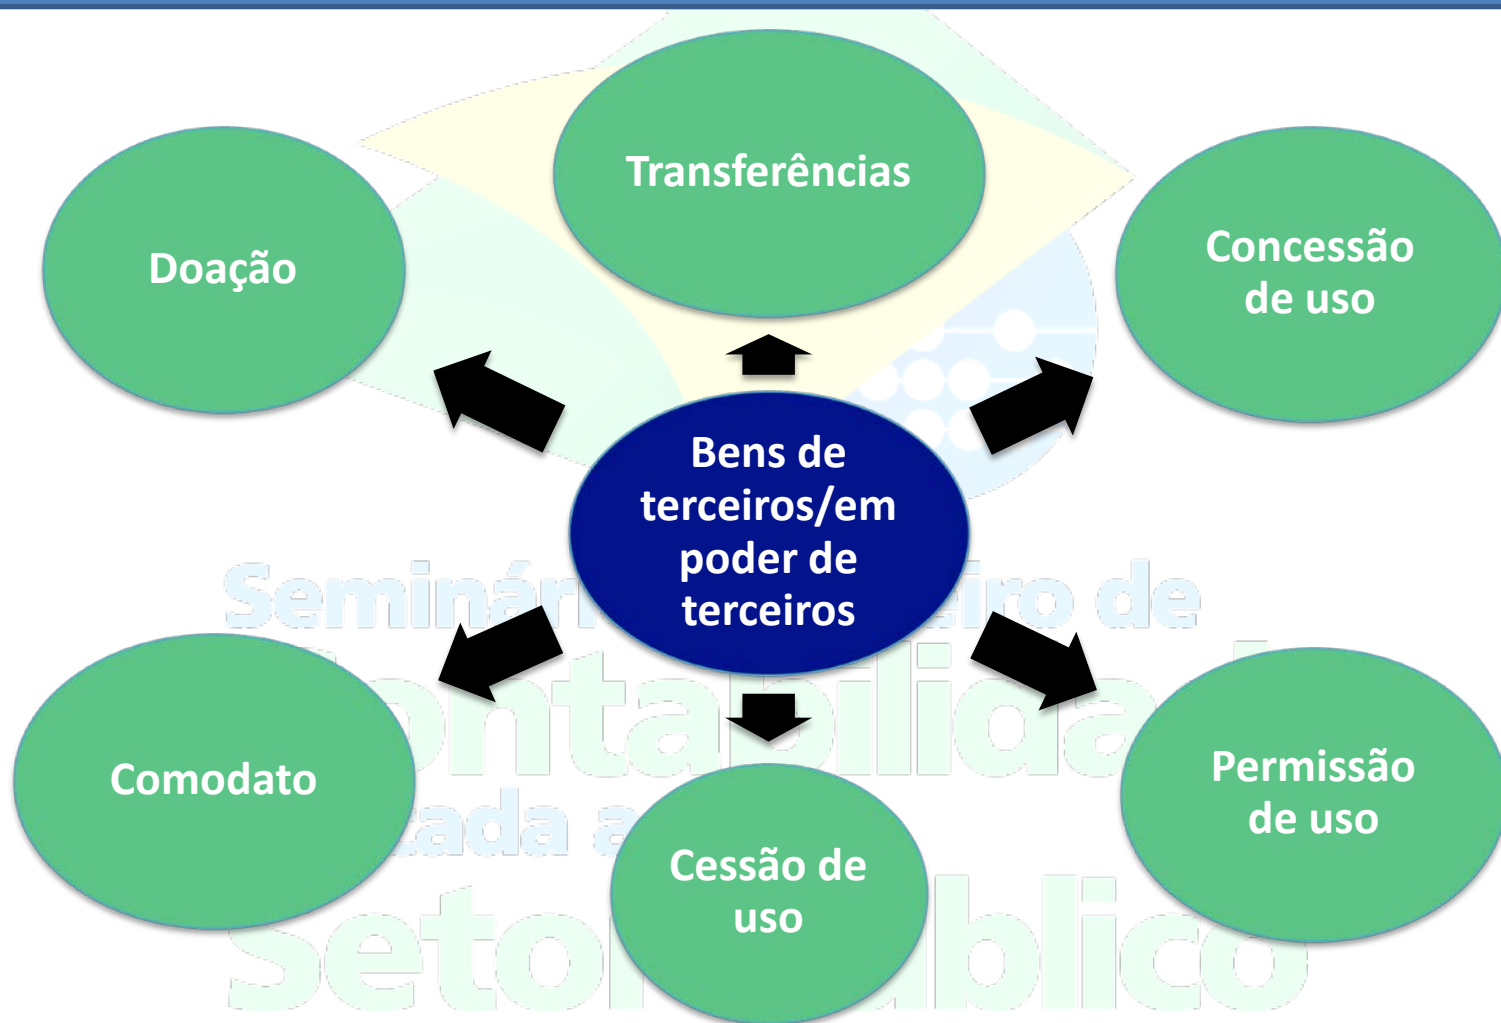 Transferências
Doação
Concessão
de uso
Bens de
terceiros/em
poder de
terceiros
Comodato
Permissão
de uso
Cessão de
uso
de